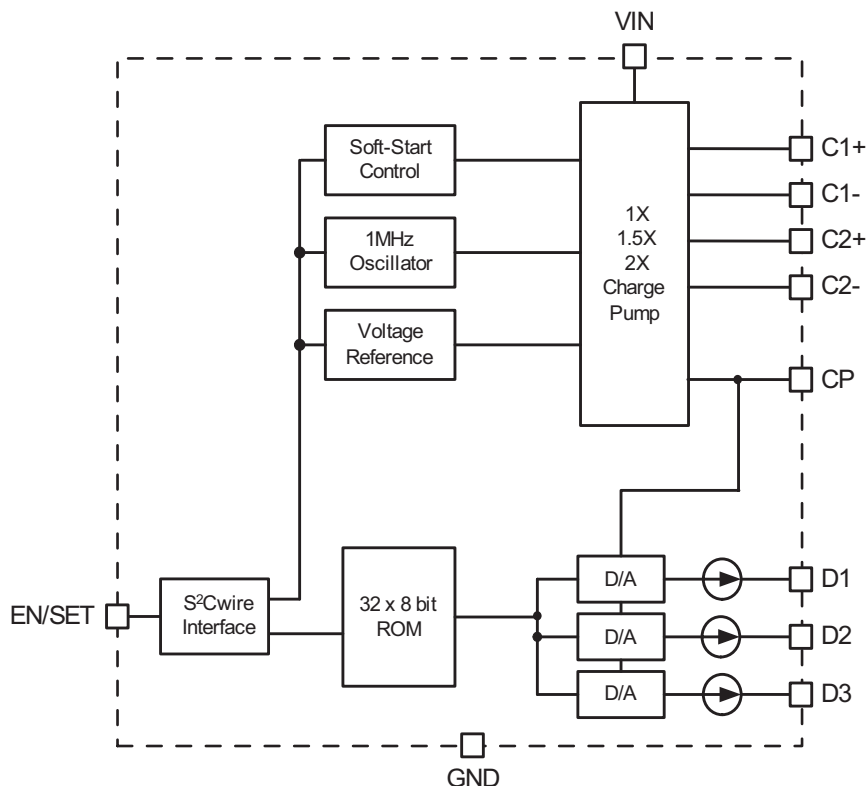 VIN
Soft-Start
Control
C1+
C1-
1MHz
Oscillator
1X
1.5X
2X
Charge
Pump
C2+
C2-
Voltage
Reference
CP
EN/SET
S²Cwire
Interface
32 x 8 bit
ROM
D/A
D1
D/A
D2
D/A
D3
GND